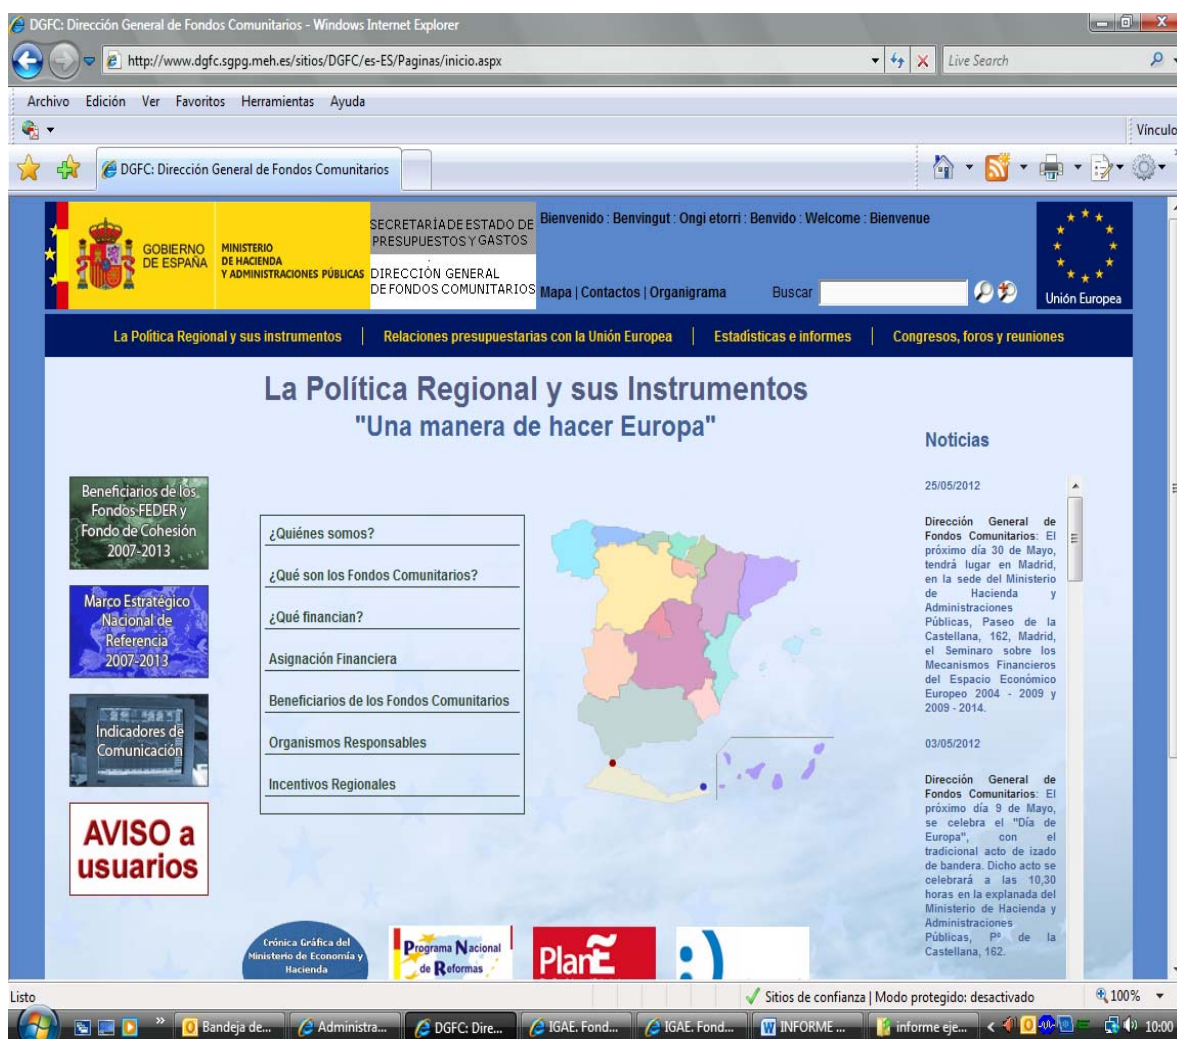 DGFC: Dirección General de Fondos Comunitarios - Windows Internet Explorer
http://www.dgfc.sgpg.meh.es/sitios/DGFC/es-ES/Paginas/inicio.aspx
Live Search
Archivo Edición Ver Favoritos Herramientas Ayuda
Vínculo
DGFC: Dirección General de Fondos Comunitarios
GOBIERNO
DE ESPAÑA
MINISTERIO
DE HACIENDA
Y ADMINISTRACIONES PÚBLICAS
SECRETARÍA DE ESTADO DE
PRESUPUESTOS Y GASTOS
DIRECCIÓN GENERAL
DE FONDOS COMUNITARIOS
Bienvenido : Benvingut : Ongi etorri : Benvido : Welcome : Bienvenue
Mapa | Contactos | Organigrama
Buscar
Unión Europea
La Política Regional y sus instrumentos | Relaciones presupuestarias con la Unión Europea | Estadísticas e informes | Congresos, foros y reuniones
La Política Regional y sus Instrumentos
"Una manera de hacer Europa"
Beneficiarios de los
Fondos FEDER y
Fondo de Cohesión
2007-2013
Marco Estratégico
Nacional de
Referencia
2007-2013
Indicadores de
Comunicación
AVISO a
usuarios
¿Quiénes somos?
¿Qué son los Fondos Comunitarios?
¿Qué financian?
Asignación Financiera
Beneficiarios de los Fondos Comunitarios
Organismos Responsables
Incentivos Regionales
Noticias
25/05/2012
Dirección General de
Fondos Comunitarios: El
próximo día 30 de Mayo,
tendrá lugar en Madrid,
en la sede del Ministerio
de Hacienda y
Administraciones
Públicas, Paseo de la
Castellana, 162, Madrid,
el Seminaro sobre los
Mecanismos Financieros
del Espacio Económico
Europeo 2004 - 2009 y
2009 - 2014.
03/05/2012
Dirección General de
Fondos Comunitarios: El
próximo día 9 de Mayo,
se celebra el "Día de
Europa", con el
tradicional acto de izado
de bandera. Dicho acto se
celebrará a las 10,30
horas en la explanada del
Ministerio de Hacienda y
Administraciones
Públicas, Pº de la
Castellana, 162.
Crónica Gráfica del
Ministerio de Economía y
Hacienda
Programa Nacional
de Reformas
PlanE
:)
Listo
Sitios de confianza | Modo protegido: desactivado
100%
Bandeja de...
Administra...
DGFC: Dire...
IGAE. Fond...
IGAE. Fond...
INFORME ...
informe eje...
10:00